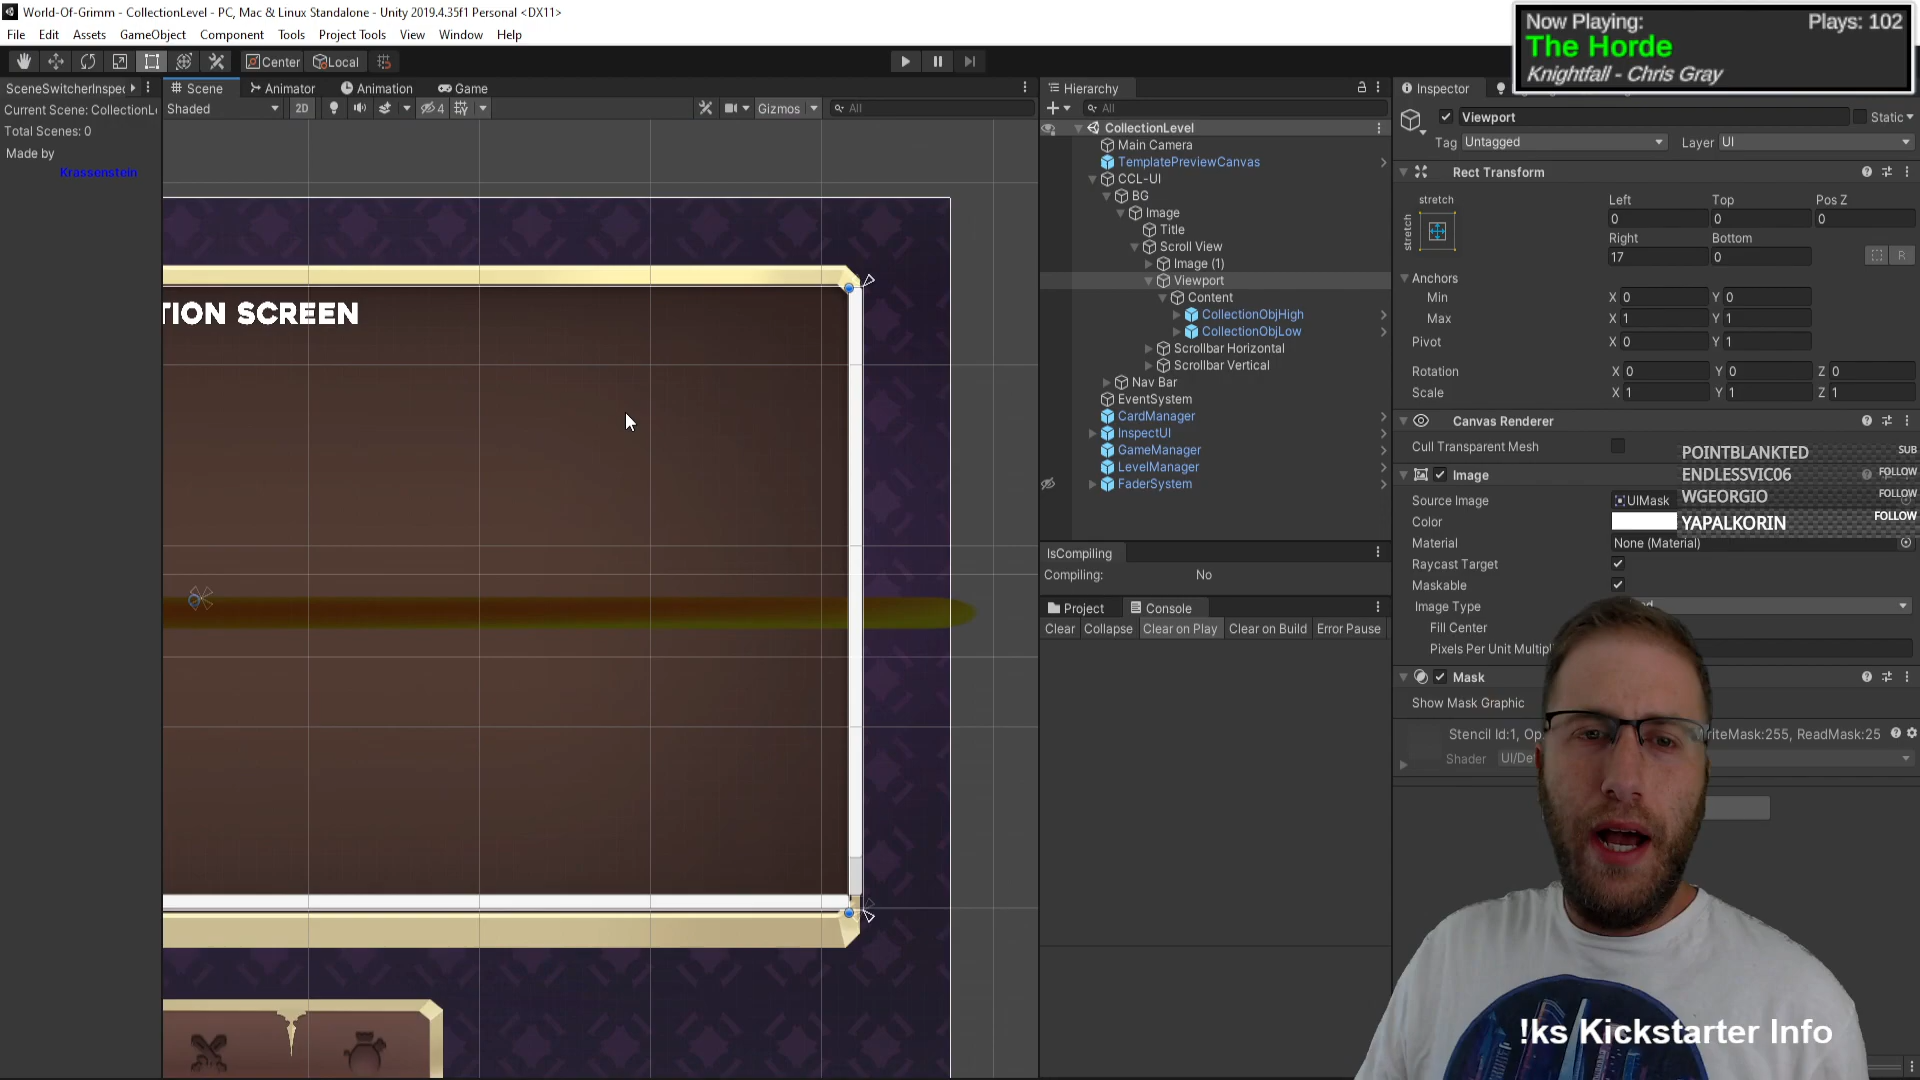 World-Of-Grimm - CollectionLevel - PC, Mac & Linux Standalone - Unity 2019.4.35f1 Personal <DX11>
File Edit Assets GameObject Component Tools Project Tools View Window Help
Center Local
Now Playing: Plays: 102
The Horde
Knightfall - Chris Gray
SceneSwitcherInspec
Current Scene: CollectionLe
Total Scenes: 0
Made by
Krassenstoin
Scene Animator Animation Game
Shaded 2D 4 Gizmos All
TION SCREEN
Hierarchy
All
CollectionLevel
Main Camera
TemplatePreviewCanvas
CCL-UI
BG
Image
Title
Scroll View
Image (1)
Viewport
Content
CollectionObjHigh
CollectionObjLow
Scrollbar Horizontal
Scrollbar Vertical
Nav Bar
EventSystem
CardManager
InspectUI
GameManager
LevelManager
FaderSystem
IsCompiling
Compiling: No
Project Console
Clear Collapse Clear on Play Clear on Build Error Pause
Inspector
Viewport Static
Tag Untagged Layer UI
Rect Transform
stretch Left Top Pos Z
stretch 0 0 0
Right Bottom
17 0 R
Anchors
Min X 0 Y 0
Max X 1 Y 1
Pivot X 0 Y 1
Rotation X 0 Y 0 Z 0
Scale X 1 Y 1 Z 1
Canvas Renderer
Cull Transparent Mesh
POINTBLANKTED SUB
Image ENDLESSVIC06 FOLLOW
Source Image UIMask WGEORGIO FOLLOW
Color YAPALKORIN FOLLOW
Material None (Material)
Raycast Target
Maskable
Image Type
Fill Center
Pixels Per Unit Multipl
Mask
Show Mask Graphic
Stencil Id:1, Op riteMask:255, ReadMask:25
Shader UI/De
!ks Kickstarter Info